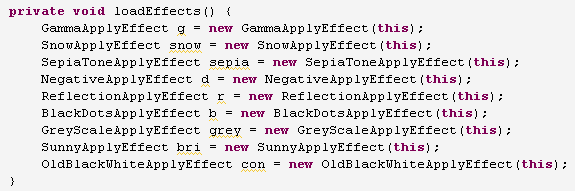 private void loadEffects() {
    GammaApplyEffect g = new GammaApplyEffect(this);
    SnowApplyEffect snow = new SnowApplyEffect(this);
    SepiaToneApplyEffect sepia = new SepiaToneApplyEffect(this);
    NegativeApplyEffect d = new NegativeApplyEffect(this);
    ReflectionApplyEffect r = new ReflectionApplyEffect(this);
    BlackDotsApplyEffect b = new BlackDotsApplyEffect(this);
    GreyScaleApplyEffect grey = new GreyScaleApplyEffect(this);
    SunnyApplyEffect bri = new SunnyApplyEffect(this);
    OldBlackWhiteApplyEffect con = new OldBlackWhiteApplyEffect(this);
}